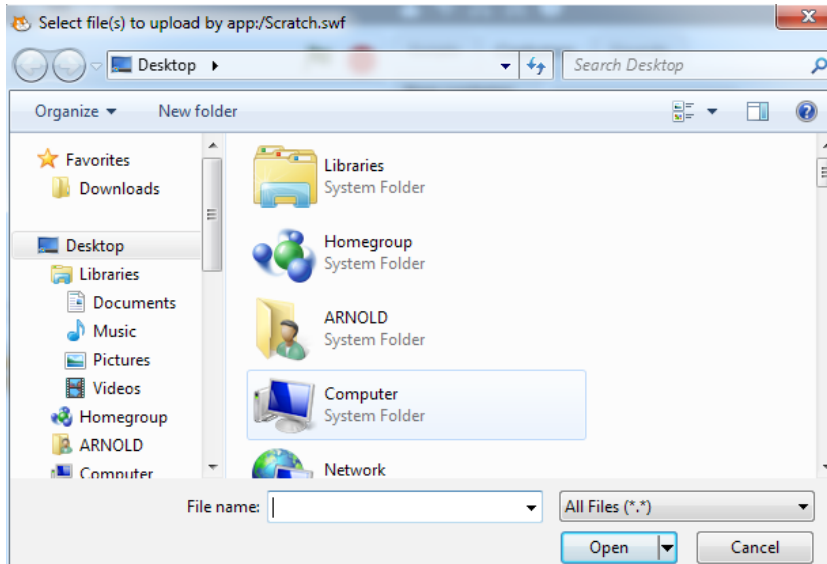 Select file(s) to upload by app:/Scratch.swf
Desktop
Search Desktop
Organize
New folder
Favorites
Downloads
Desktop
Libraries
Documents
Music
Pictures
Videos
Homegroup
ARNOLD
Computer
Libraries
System Folder
Homegroup
System Folder
ARNOLD
System Folder
Computer
System Folder
Network
File name:
All Files (*.*)
Open
Cancel